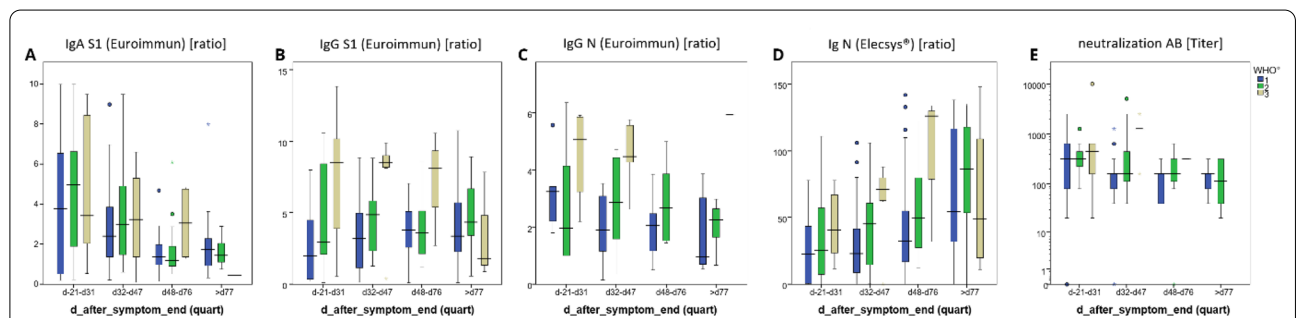 A IgA S1 (Euroimmun) [ratio]
10
8
6
4
2
0
d-21-d31 d32-d47 d48-d76 >d77
d_after_symptom_end (quart)
B IgG S1 (Euroimmun) [ratio]
15
10
5
0
d-21-d31 d32-d47 d48-d76 >d77
d_after_symptom_end (quart)
C IgG N (Euroimmun) [ratio]
6
4
2
0
d-21-d31 d32-d47 d48-d76 >d77
d_after_symptom_end (quart)
D Ig N (Elecsys®) [ratio]
150
100
50
0
d-21-d31 d32-d47 d48-d76 >d77
d_after_symptom_end (quart)
E neutralization AB [Titer]
10000
1000
100
10
1
0
d-21-d31 d32-d47 d48-d76 >d77
d_after_symptom_end (quart)
WHO°
1
2
3